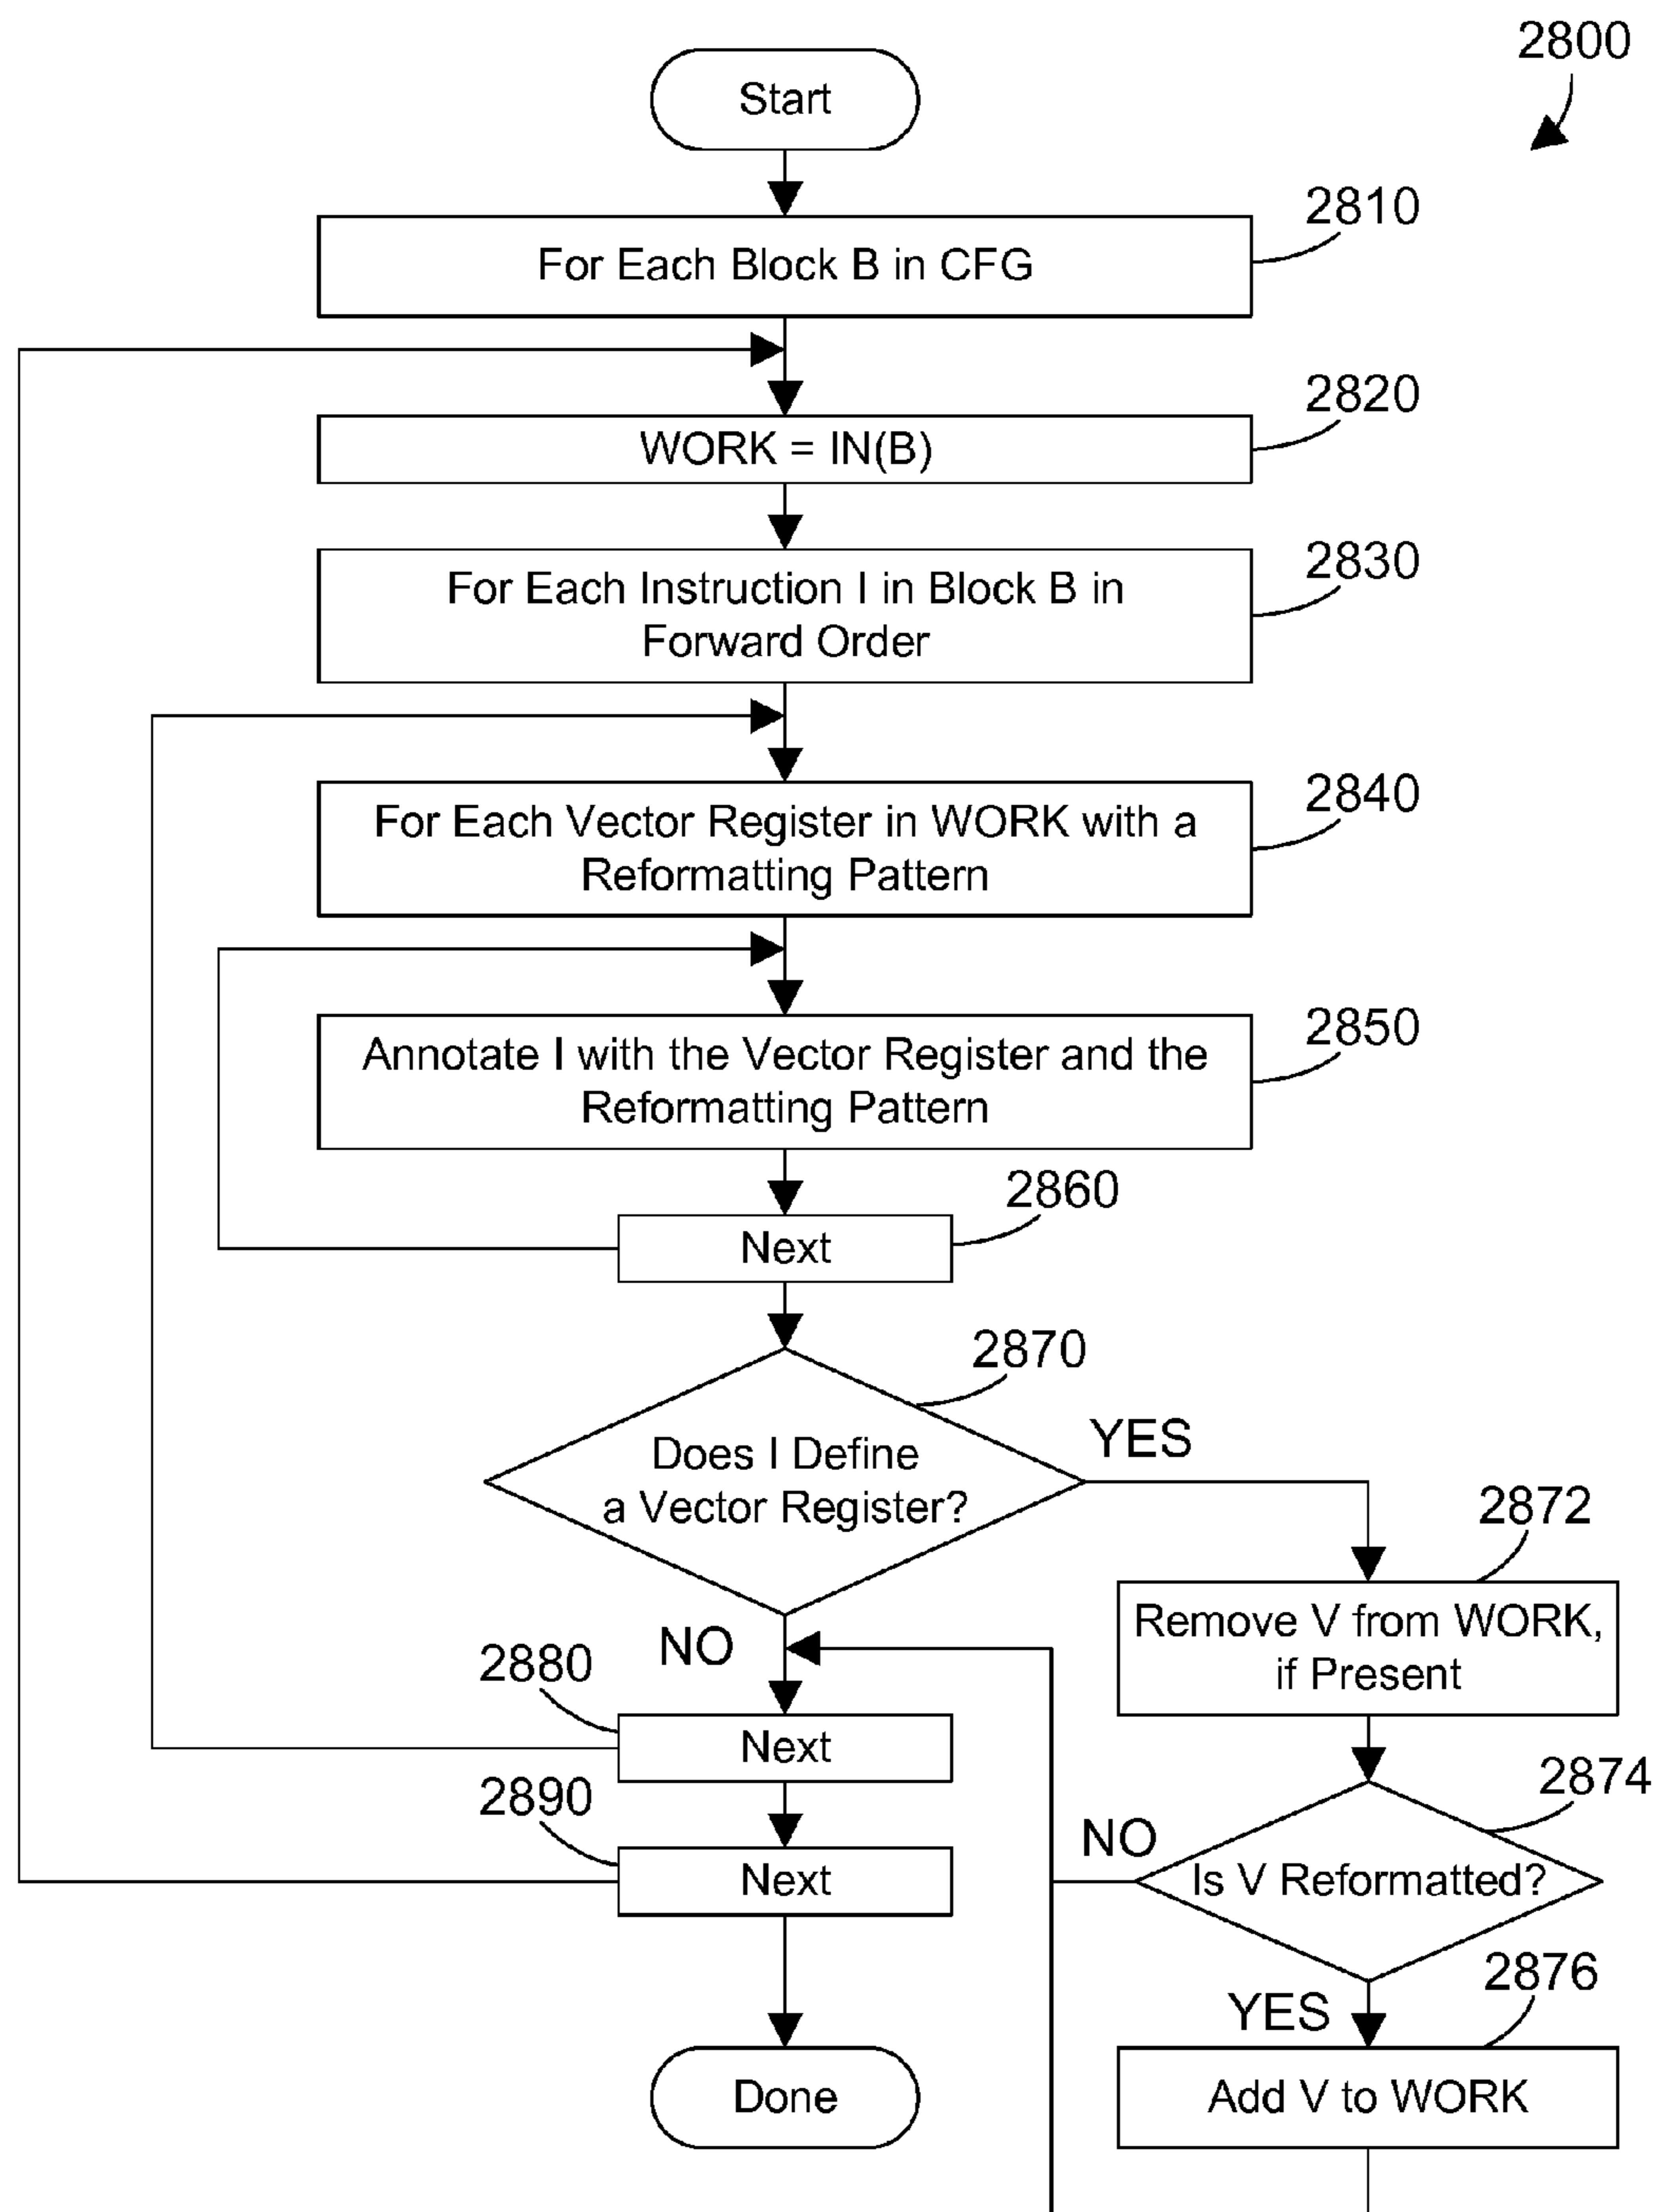 2800
Start
2810
For Each Block B in CFG
2820
WORK = IN(B)
2830
For Each Instruction I in Block B in
Forward Order
2840
For Each Vector Register in WORK with a
Reformatting Pattern
2850
Annotate I with the Vector Register and the
Reformatting Pattern
2860
Next
2870
Does I Define
a Vector Register?
YES
2872
Remove V from WORK,
if Present
NO
2880
Next
2874
Is V Reformatted?
NO
2890
Next
2876
YES
Add V to WORK
Done